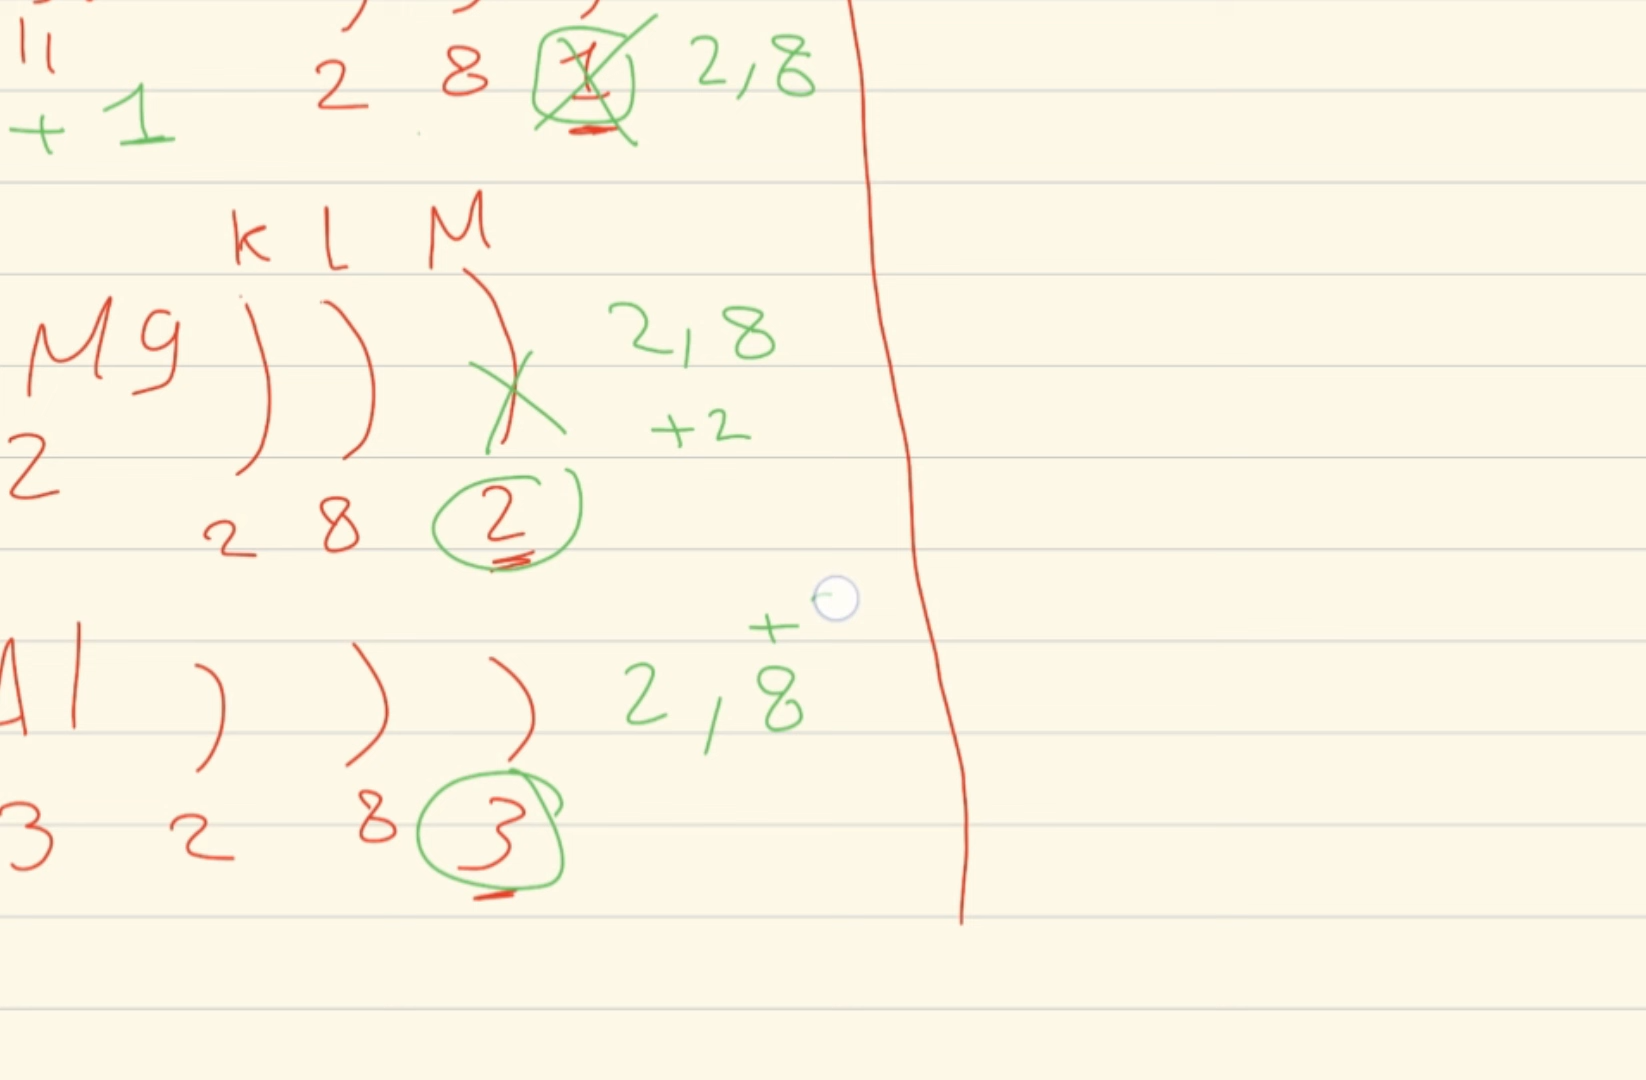 11 2 8 1 2,8
+1
K L M
Mg ) ) ) 2,8
+2
2 2 8 2
+
Al ) ) ) 2,8
3 2 8 3